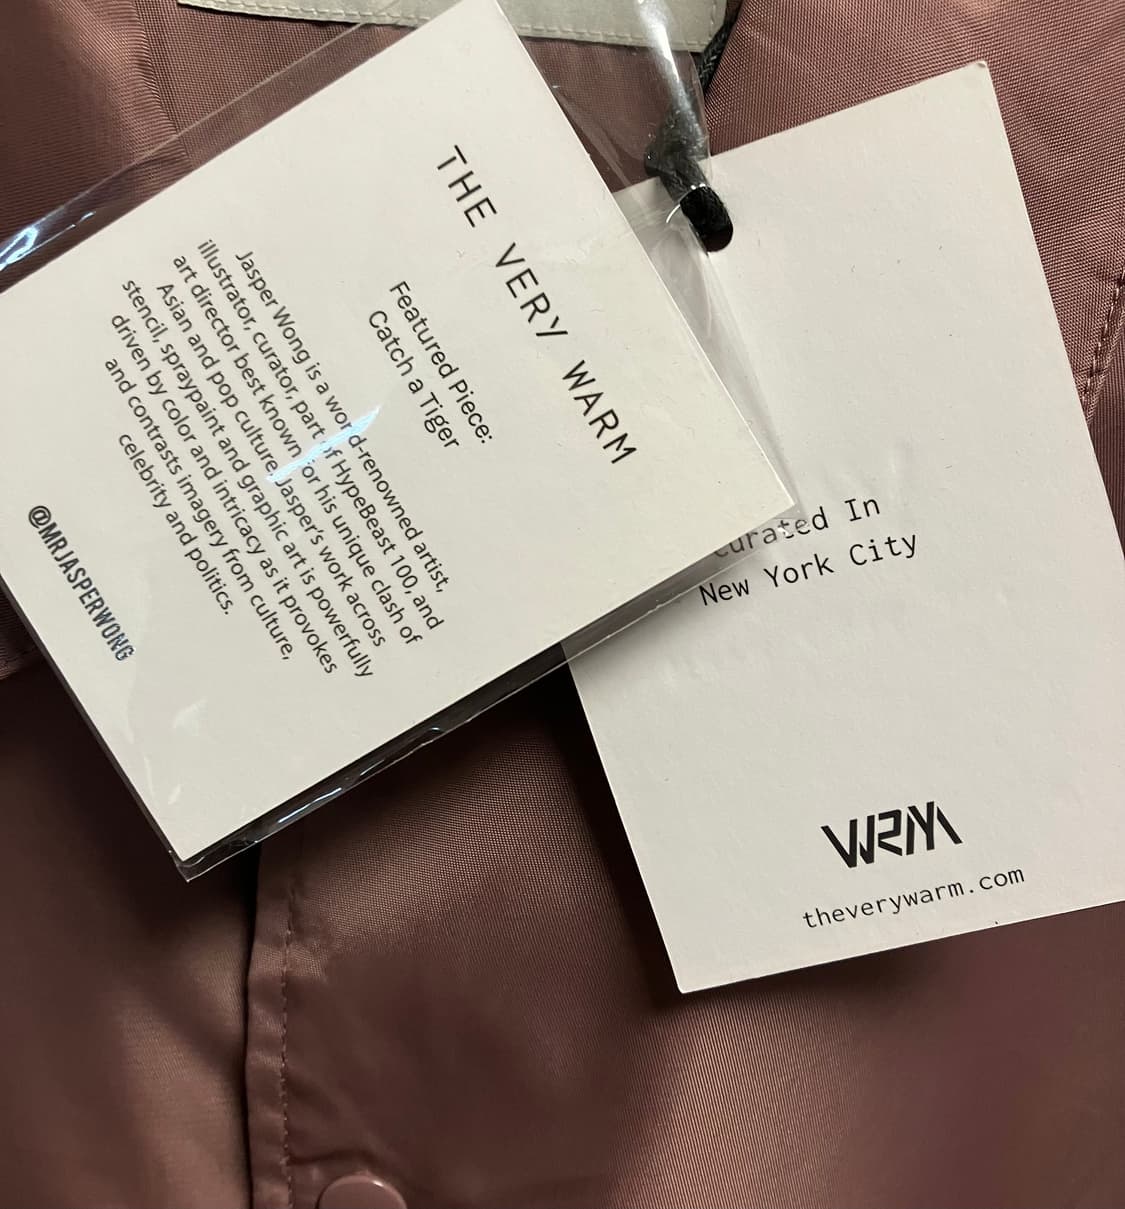 THE VERY WARM
Featured Piece:
Catch a Tiger
Jasper Wong is a world-renowned artist,
illustrator, curator, part of HypeBeast 100, and
art director best known for his unique clash of
Asian and pop culture. Jasper's work across
stencil, spraypaint and graphic art is powerfully
driven by color and intricacy as it provokes
and contrasts imagery from culture,
celebrity and politics.
@MRJASPERWONG
Curated In
New York City
WRM
theverywarm.com